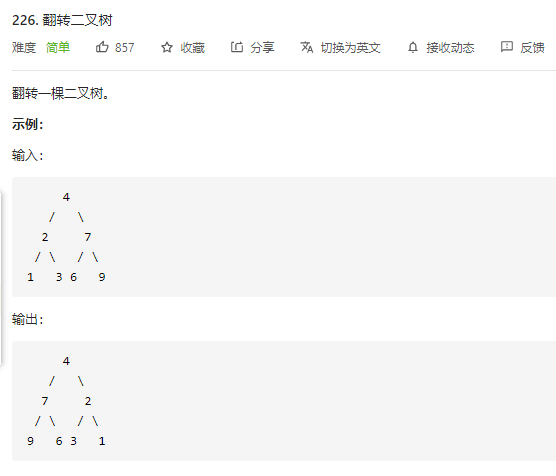 226. 翻转二叉树
难度 简单 857 收藏 分享 切换为英文 接收动态 反馈
翻转一棵二叉树。
示例：
输入：
4
/ \
2 7
/ \ / \
1 3 6 9
输出：
4
/ \
7 2
/ \ / \
9 6 3 1